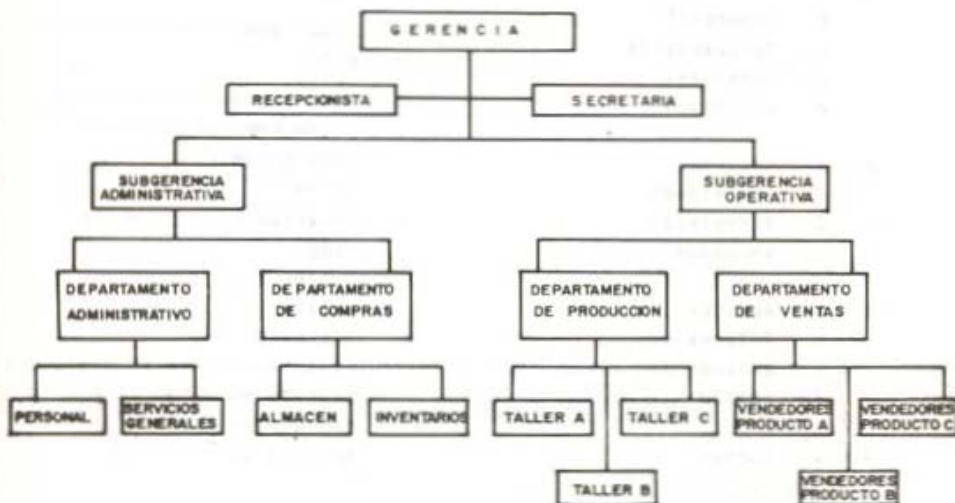 GERENCIA
RECEPCIONISTA
SECRETARIA
SUBGERENCIA
ADMINISTRATIVA
SUBGERENCIA
OPERATIVA
DEPARTAMENTO
ADMINISTRATIVO
DEPARTAMENTO
DE COMPRAS
DEPARTAMENTO
DE PRODUCCION
DEPARTAMENTO
DE VENTAS
PERSONAL
SERVICIOS
GENERALES
ALMACEN
INVENTARIOS
TALLER A
TALLER C
VENDEDORES
PRODUCTO A
VENDEDORES
PRODUCTO C
TALLER B
VENDEDORES
PRODUCTO B